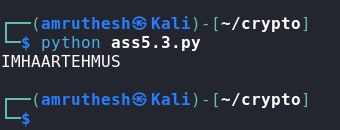 ┌──(amruthesh㉿Kali)-[~/crypto]
└─$ python ass5.3.py
IMHAARTEHMUS
┌──(amruthesh㉿Kali)-[~/crypto]
└─$